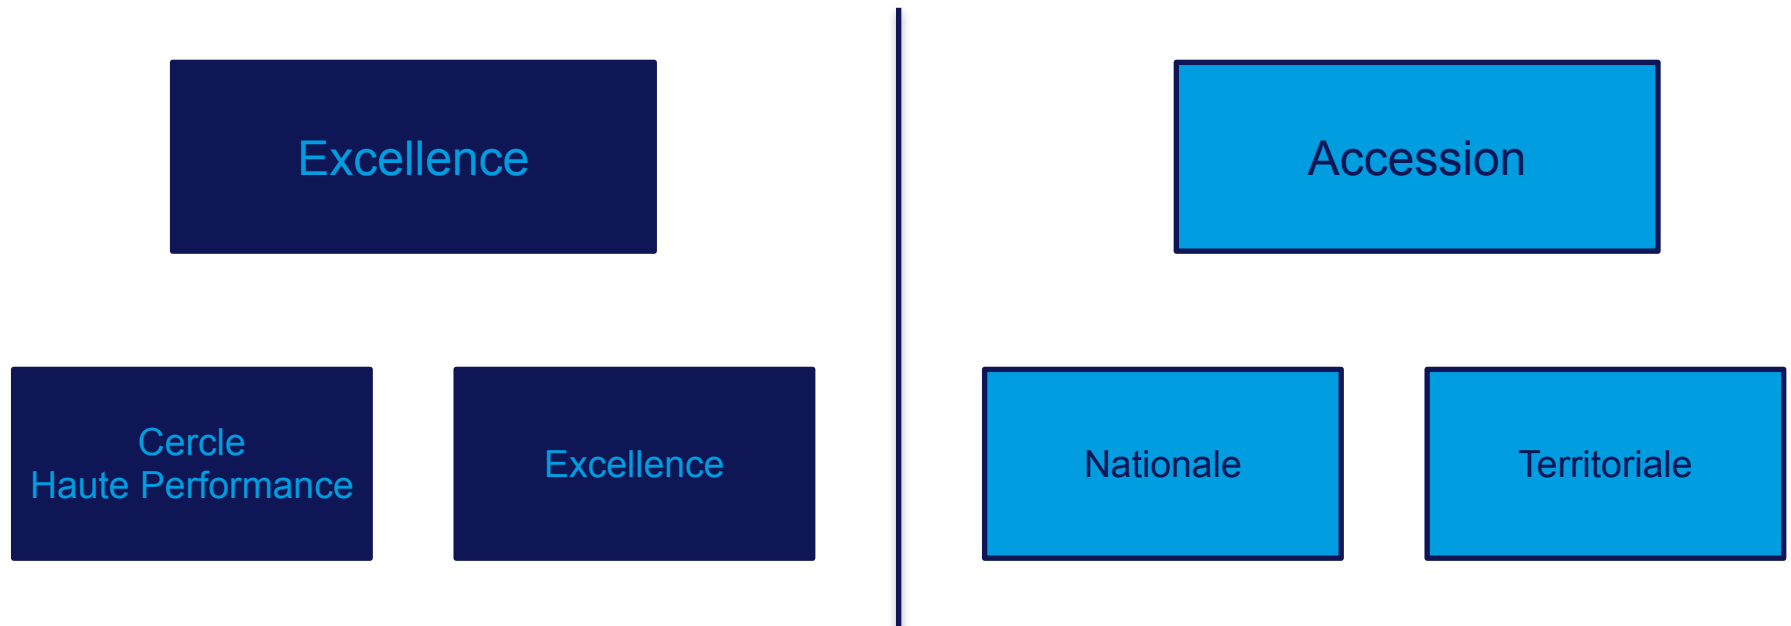 Excellence
Accession
Cercle
Haute Performance
Excellence
Nationale
Territoriale